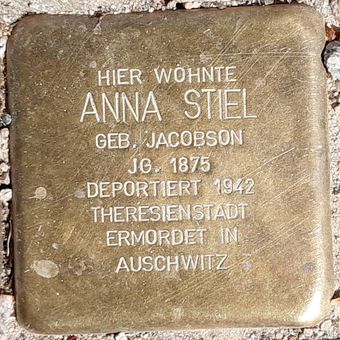 HIER WOHNTE
ANNA STIEL
GEB. JACOBSON
JG. 1875
DEPORTIERT 1942
THERESIENSTADT
ERMORDET IN
AUSCHWITZ